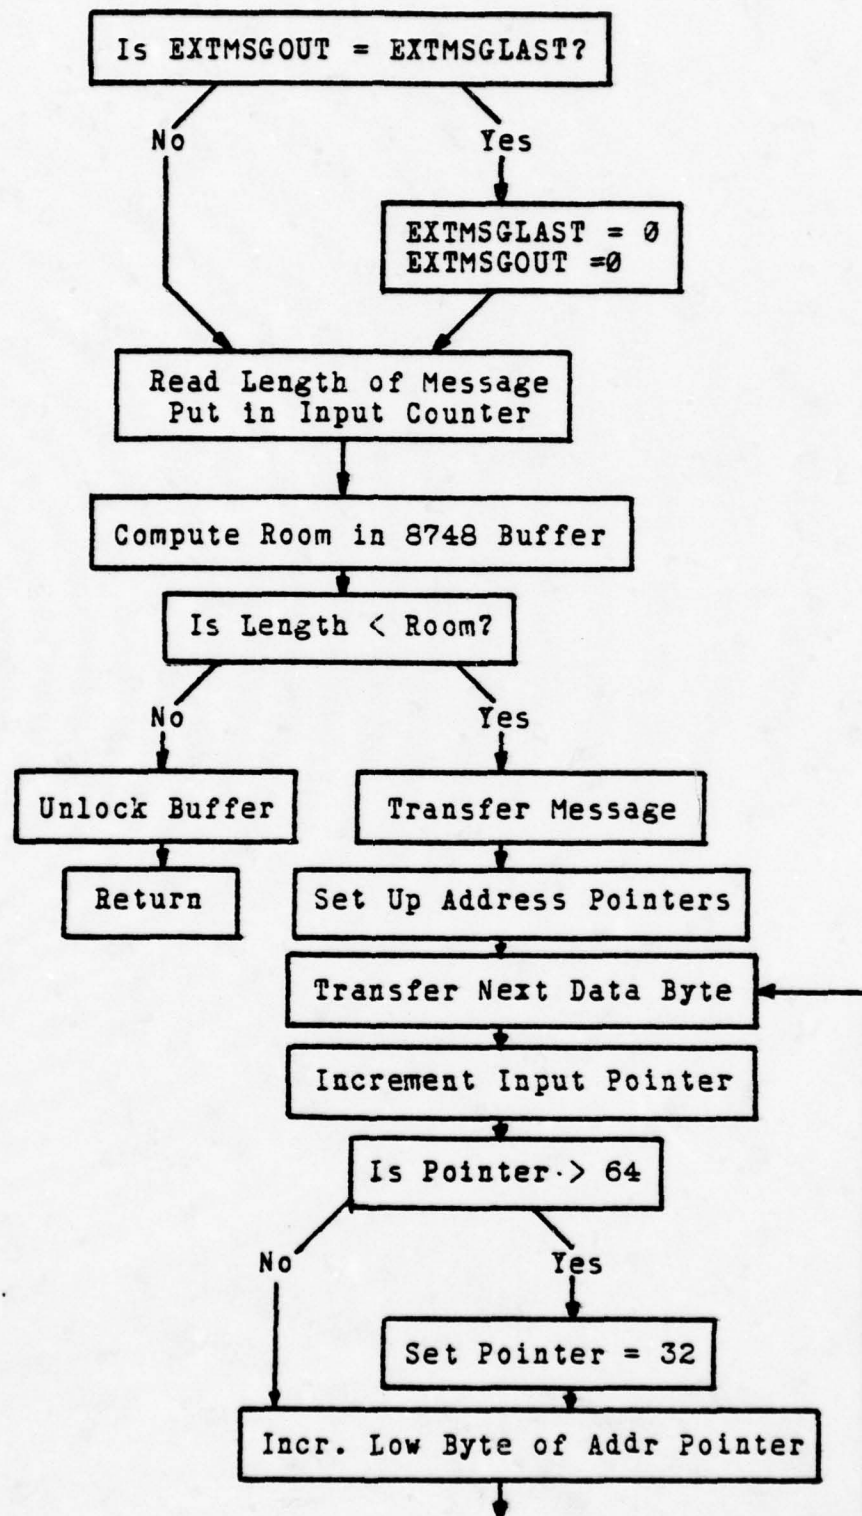 Is EXTMSGOUT = EXTMSGLAST?
No
Yes
EXTMSGLAST = Ø
EXTMSGOUT =Ø
Read Length of Message
Put in Input Counter
Compute Room in 8748 Buffer
Is Length < Room?
No
Yes
Unlock Buffer
Transfer Message
Return
Set Up Address Pointers
Transfer Next Data Byte
Increment Input Pointer
Is Pointer > 64
No
Yes
Set Pointer = 32
Incr. Low Byte of Addr Pointer